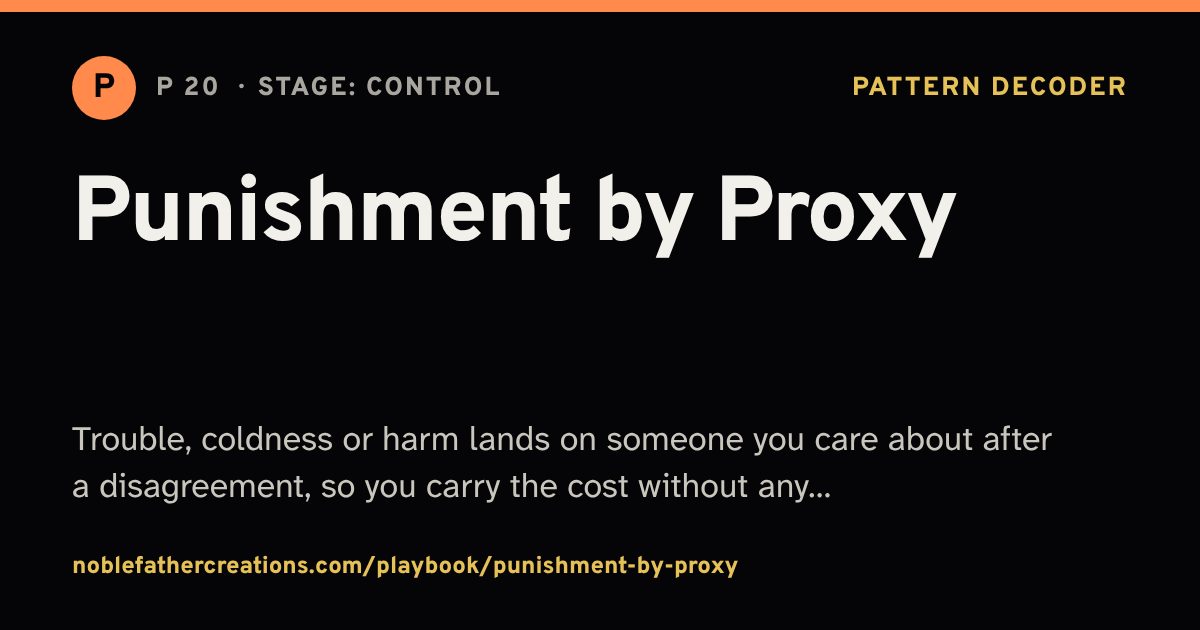 P P 20 · STAGE: CONTROL PATTERN DECODER
Punishment by Proxy
Trouble, coldness or harm lands on someone you care about after
a disagreement, so you carry the cost without any...
noblefathercreations.com/playbook/punishment-by-proxy